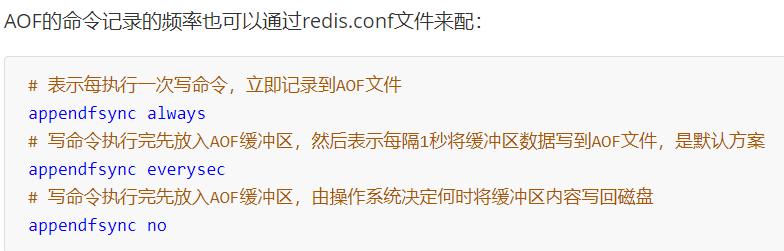 AOF的命令记录的频率也可以通过redis.conf文件来配：
# 表示每执行一次写命令，立即记录到AOF文件
appendfsync always
# 写命令执行完先放入AOF缓冲区，然后表示每隔1秒将缓冲区数据写到AOF文件，是默认方案
appendfsync everysec
# 写命令执行完先放入AOF缓冲区，由操作系统决定何时将缓冲区内容写回磁盘
appendfsync no